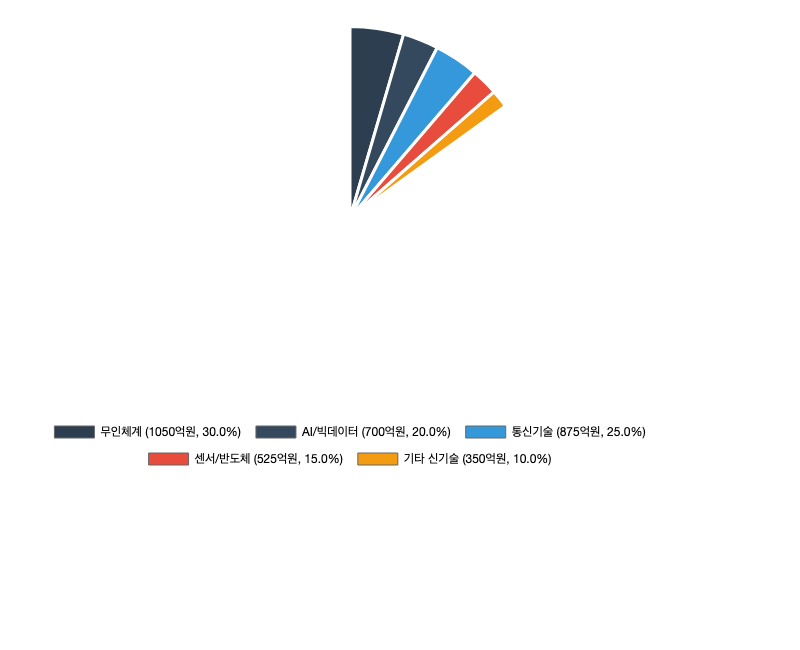 무인체계 (1050억원, 30.0%) AI/빅데이터 (700억원, 20.0%) 통신기술 (875억원, 25.0%)
센서/반도체 (525억원, 15.0%) 기타 신기술 (350억원, 10.0%)